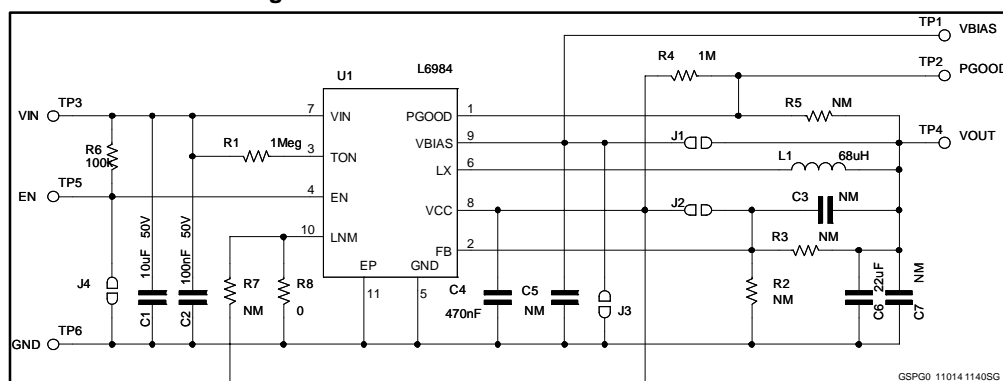 TP1 VBIAS
R4 1M
TP2 PGOOD
U1 L6984
TP3 VIN
7 VIN PGOOD 1
R5 NM
R1 1Meg
3 TON
VBIAS 9
J1
TP4 VOUT
R6 100k
LX 6
L1 68uH
TP5 EN
4 EN
VCC 8
J2
C3 NM
10 LNM
FB 2
R3 NM
EP GND
11 5
J4
10uF 50V
C1
100nF 50V
C2
R7 NM
R8 0
C4 470nF
C5 NM
J3
R2 NM
22uF
C6
NM
C7
TP6 GND
GSPG0 11014 1140SG